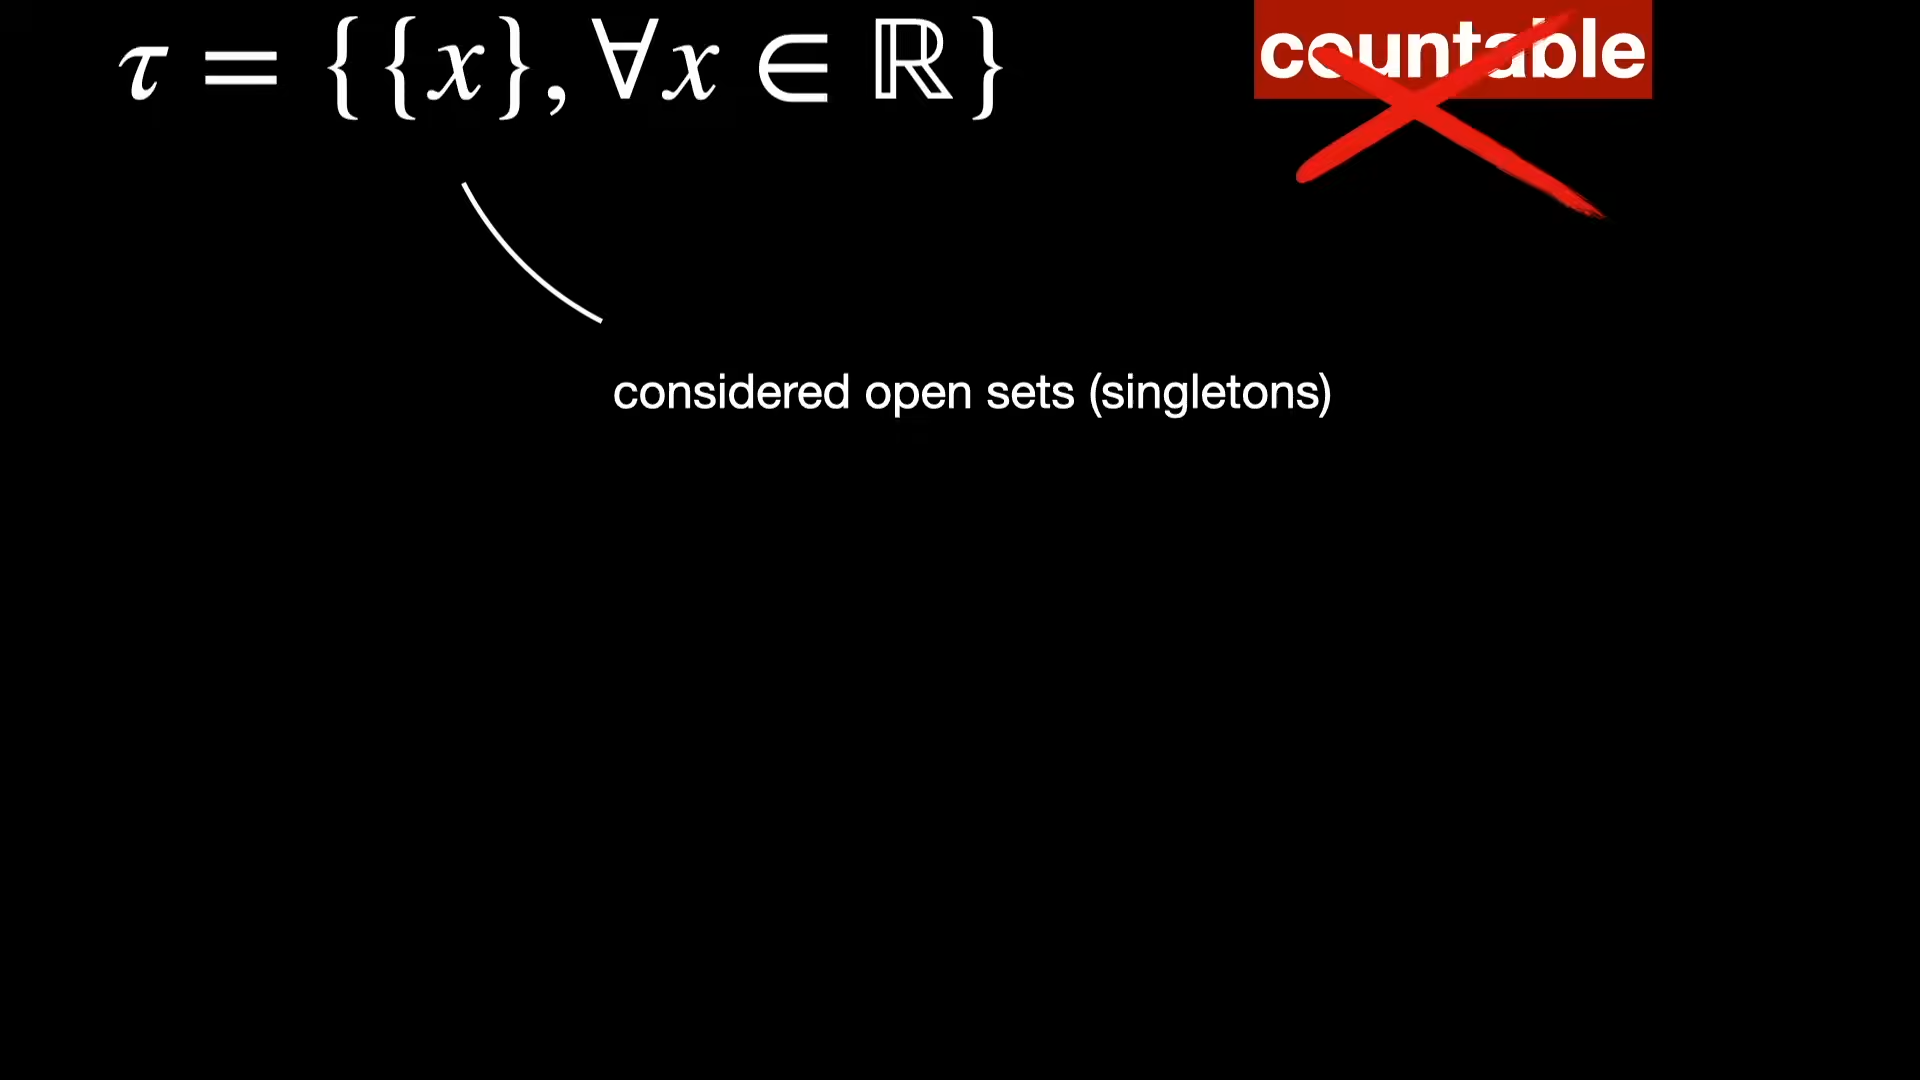 τ = { {x}, ∀x ∈ ℝ }
countable
considered open sets (singletons)